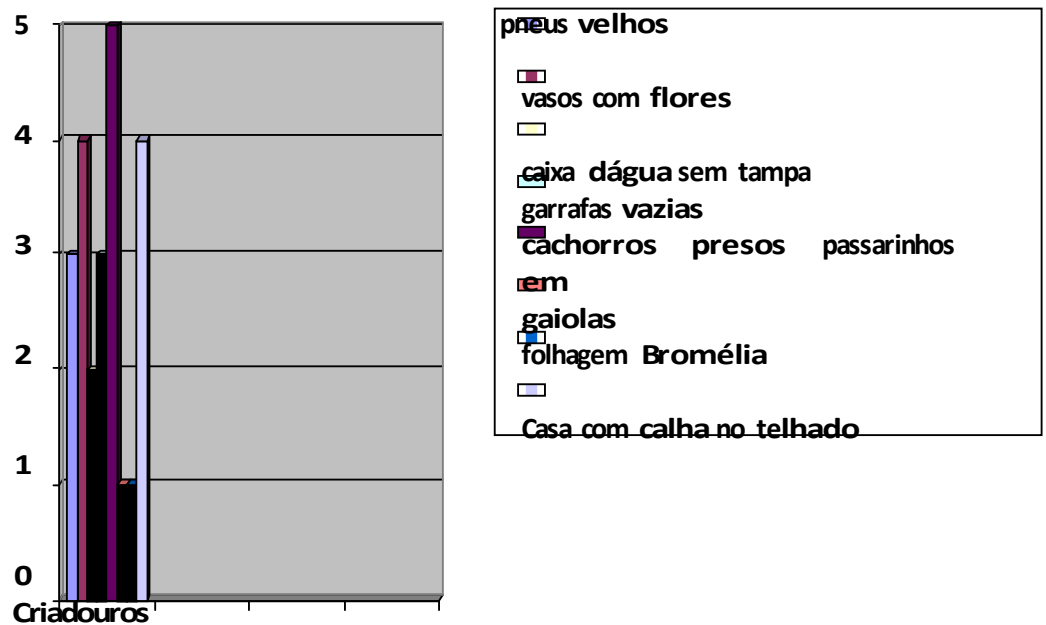 5
4
3
2
1
0
Criadouros
pneus velhos
vasos com flores
caixa dágua sem tampa
garrafas vazias
cachorros presos passarinhos
em
gaiolas
folhagem Bromélia
Casa com calha no telhado